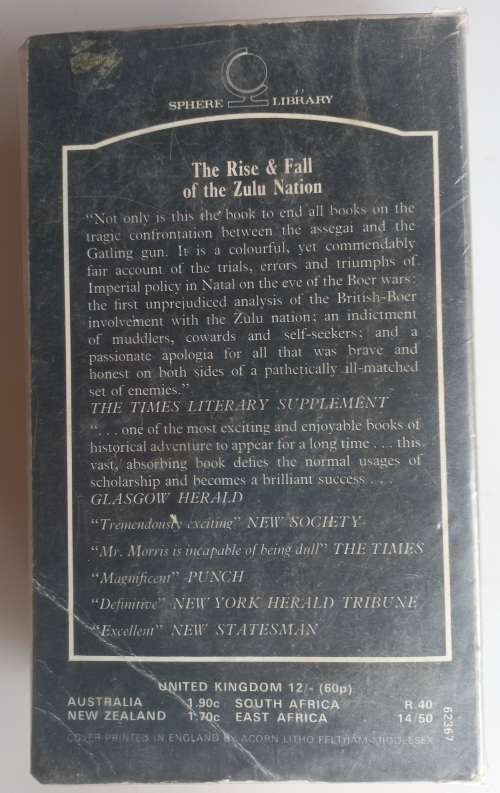 SPHERE LIBRARY
The Rise & Fall
of the Zulu Nation
"Not only is this the book to end all books on the
tragic confrontation between the assegai and the
Gatling gun. It is a colourful, yet commendably
fair account of the trials, errors and triumphs of
Imperial policy in Natal on the eve of the Boer wars:
the first unprejudiced analysis of the British-Boer
involvement with the Zulu nation; an indictment
of muddlers, cowards and self-seekers; and a
passionate apologia for all that was brave and
honest on both sides of a pathetically ill-matched
set of enemies."
THE TIMES LITERARY SUPPLEMENT
". . . one of the most exciting and enjoyable books of
historical adventure to appear for a long time . . . this
vast, absorbing book defies the normal usages of
scholarship and becomes a brilliant success . . .
GLASGOW HERALD
"Tremendously exciting" NEW SOCIETY
"Mr. Morris is incapable of being dull" THE TIMES
"Magnificent" PUNCH
"Definitive" NEW YORK HERALD TRIBUNE
"Excellent" NEW STATESMAN
UNITED KINGDOM 12/- (60p)
AUSTRALIA 1.90c SOUTH AFRICA R.40
NEW ZEALAND 1.70c EAST AFRICA 14/50
COVER PRINTED IN ENGLAND BY ACORN LITHO FELTHAM-MIDDLESEX
62367